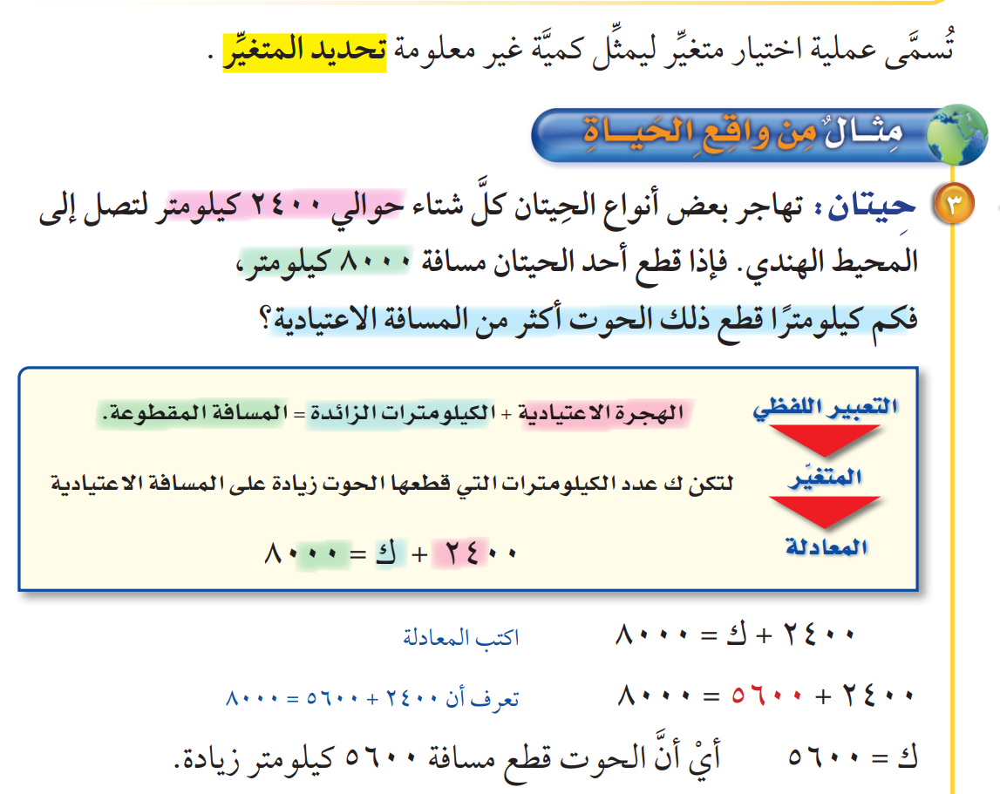 تُسمَّى عملية اختيار متغيِّر ليمثِّل كميَّة غير معلومة تحديد المتغيِّر .
مِثَـالٌ مِن واقِعِ الحَيـاةِ
٣ حِيتان: تهاجر بعض أنواع الحِيتان كلَّ شتاء حوالي ٢٤٠٠ كيلومتر لتصل إلى
المحيط الهندي. فإذا قطع أحد الحيتان مسافة ٨٠٠٠ كيلومتر،
فكم كيلومترًا قطع ذلك الحوت أكثر من المسافة الاعتيادية؟
التعبير اللفظي الهجرة الاعتيادية + الكيلومترات الزائدة = المسافة المقطوعة.
المتغيّر لتكن ك عدد الكيلومترات التي قطعها الحوت زيادة على المسافة الاعتيادية
المعادلة ٢٤٠٠ + ك = ٨٠٠٠
٢٤٠٠ + ك = ٨٠٠٠ اكتب المعادلة
٢٤٠٠ + ٥٦٠٠ = ٨٠٠٠ تعرف أن ٢٤٠٠ + ٥٦٠٠ = ٨٠٠٠
ك = ٥٦٠٠ أيْ أنَّ الحوت قطع مسافة ٥٦٠٠ كيلومتر زيادة.